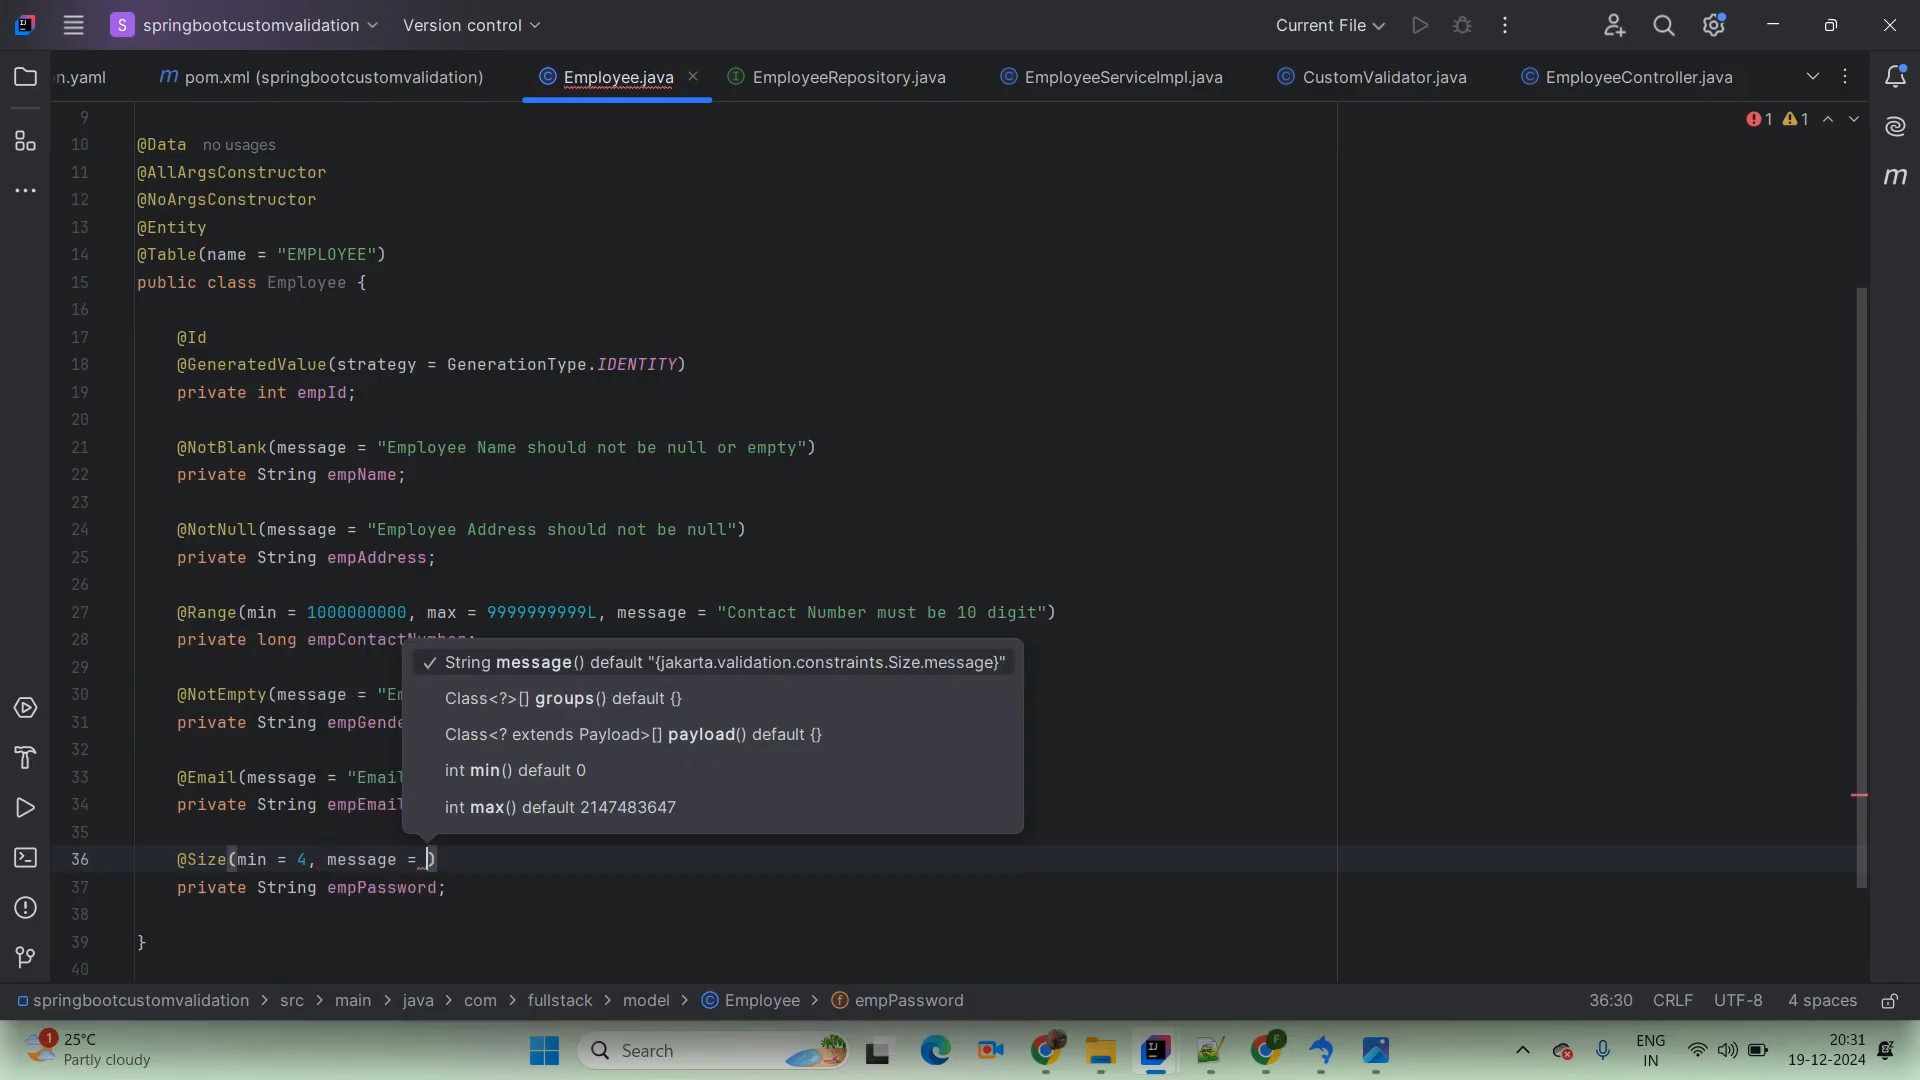 S springbootcustomvalidation Version control Current File
n.yaml m pom.xml (springbootcustomvalidation) Employee.java EmployeeRepository.java EmployeeServiceImpl.java CustomValidator.java EmployeeController.java
9 1 1
10 @Data no usages
11 @AllArgsConstructor
12 @NoArgsConstructor
13 @Entity
14 @Table(name = "EMPLOYEE")
15 public class Employee {
16
17 @Id
18 @GeneratedValue(strategy = GenerationType.IDENTITY)
19 private int empId;
20
21 @NotBlank(message = "Employee Name should not be null or empty")
22 private String empName;
23
24 @NotNull(message = "Employee Address should not be null")
25 private String empAddress;
26
27 @Range(min = 1000000000, max = 9999999999L, message = "Contact Number must be 10 digit")
28 private long empContactNumber;
29 String message() default "{jakarta.validation.constraints.Size.message}"
Class<?>[] groups() default {}
30 @NotEmpty(message = "Em
31 private String empGende
Class<? extends Payload>[] payload() default {}
32
int min() default 0
33 @Email(message = "Email
34 private String empEmail
int max() default 2147483647
35
36 @Size(min = 4, message = )
37 private String empPassword;
38
39 }
40
springbootcustomvalidation > src > main > java > com > fullstack > model > Employee > empPassword 36:30 CRLF UTF-8 4 spaces
1 25°C
Partly cloudy
Search
ENG
IN
20:31
19-12-2024